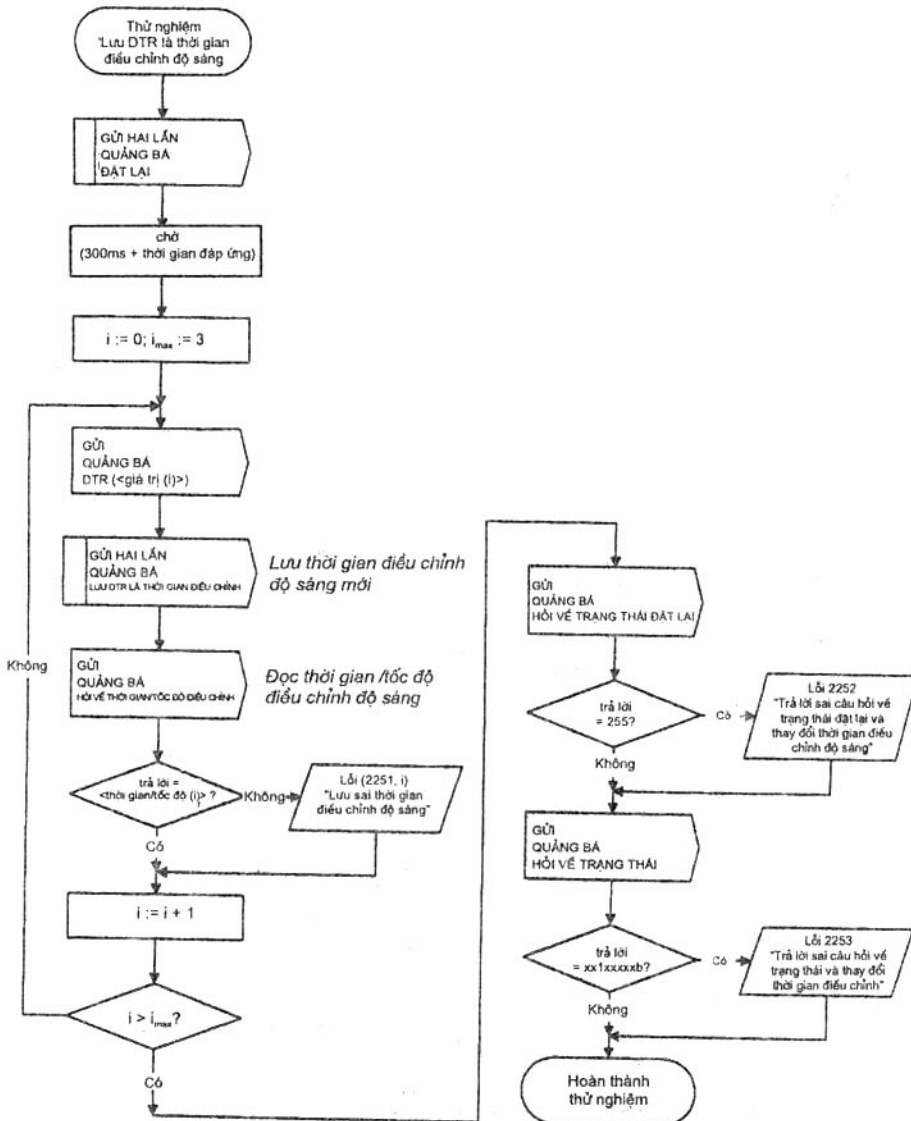 Thử nghiệm
"Lưu DTR là thời gian
điều chỉnh độ sáng
GỬI HAI LẦN
QUẢNG BÁ
ĐẶT LẠI
chờ
(300ms + thời gian đáp ứng)
i := 0; imax := 3
GỬI
QUẢNG BÁ
DTR (<giá trị (i)>)
GỬI HAI LẦN
QUẢNG BÁ
LƯU DTR LÀ THỜI GIAN ĐIỀU CHỈNH
Lưu thời gian điều chỉnh
độ sáng mới
Không
GỬI
QUẢNG BÁ
HỎI VỀ THỜI GIAN/TỐC ĐỘ ĐIỀU CHỈNH
Đọc thời gian /tốc độ
điều chỉnh độ sáng
trả lời =
<thời gian/tốc độ (i)> ?
Không
Lỗi (2251, i)
"Lưu sai thời gian
điều chỉnh độ sáng"
Có
i := i + 1
i > imax?
Có
GỬI
QUẢNG BÁ
HỎI VỀ TRẠNG THÁI ĐẶT LẠI
trả lời
= 255?
Có
Lỗi 2252
"Trả lời sai câu hỏi về
trạng thái đặt lại và
thay đổi thời gian điều
chỉnh độ sáng"
Không
GỬI
QUẢNG BÁ
HỎI VỀ TRẠNG THÁI
trả lời
= xx1xxxxxb?
Có
Lỗi 2253
"Trả lời sai câu hỏi về
trạng thái và thay đổi
thời gian điều chỉnh"
Không
Hoàn thành
thử nghiệm